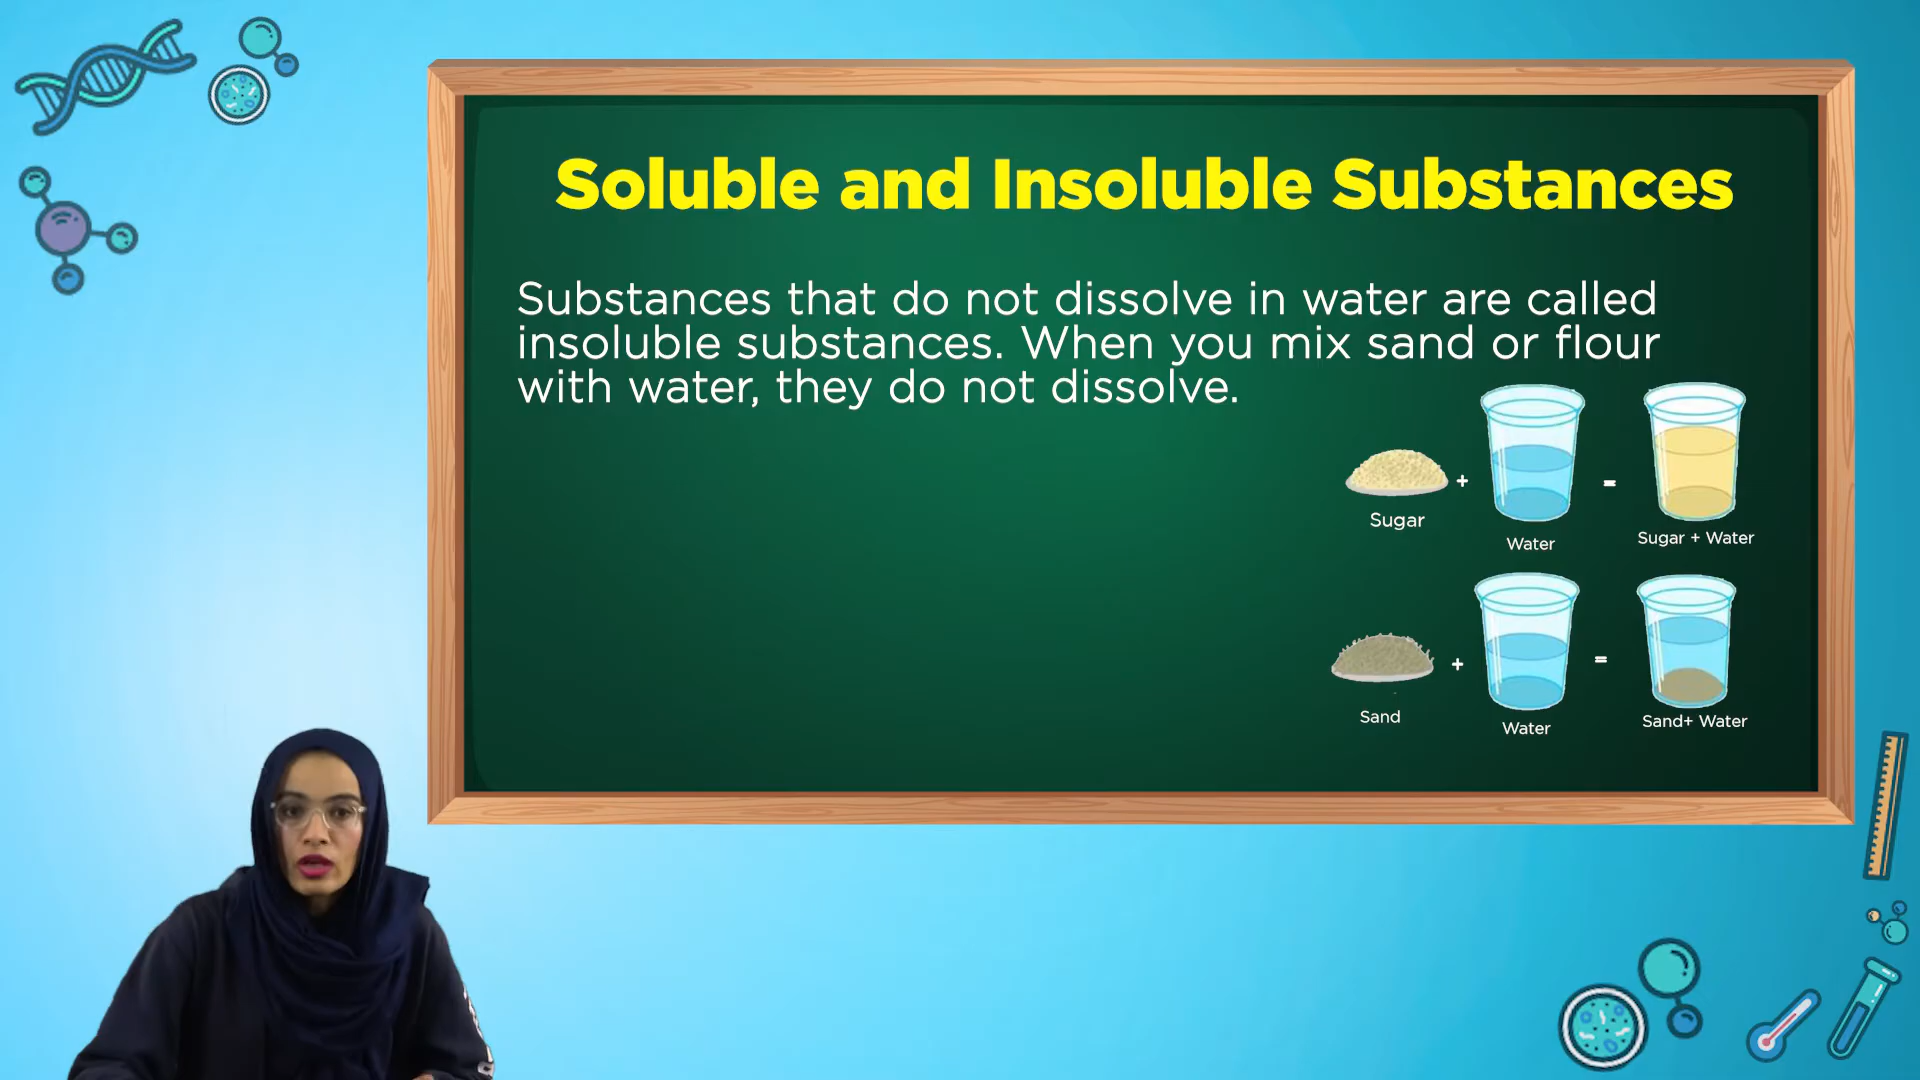 Soluble and Insoluble Substances
Substances that do not dissolve in water are called
insoluble substances. When you mix sand or flour
with water, they do not dissolve.
+
=
Sugar
Water
Sugar + Water
+
=
Sand
Water
Sand+ Water